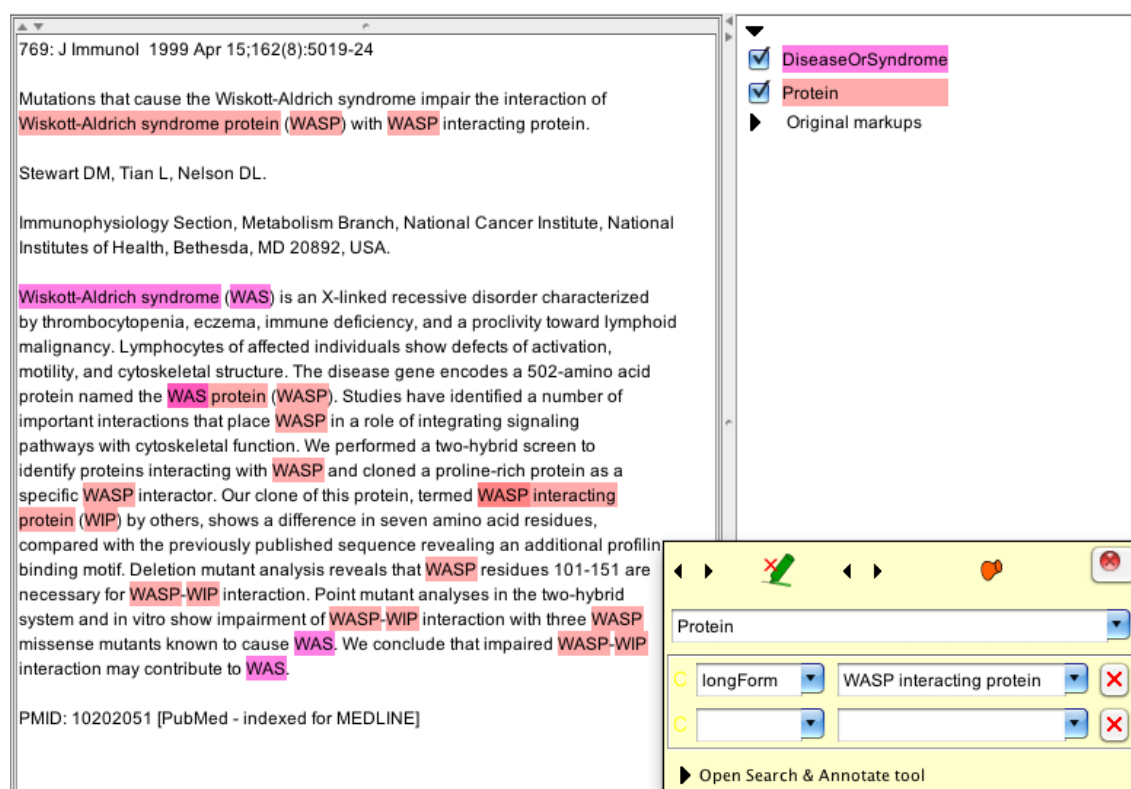 769: J Immunol  1999 Apr 15;162(8):5019-24
Mutations that cause the Wiskott-Aldrich syndrome impair the interaction of
Wiskott-Aldrich syndrome protein (WASP) with WASP interacting protein.
Stewart DM, Tian L, Nelson DL.
Immunophysiology Section, Metabolism Branch, National Cancer Institute, National
Institutes of Health, Bethesda, MD 20892, USA.
Wiskott-Aldrich syndrome (WAS) is an X-linked recessive disorder characterized
by thrombocytopenia, eczema, immune deficiency, and a proclivity toward lymphoid
malignancy. Lymphocytes of affected individuals show defects of activation,
motility, and cytoskeletal structure. The disease gene encodes a 502-amino acid
protein named the WAS protein (WASP). Studies have identified a number of
important interactions that place WASP in a role of integrating signaling
pathways with cytoskeletal function. We performed a two-hybrid screen to
identify proteins interacting with WASP and cloned a proline-rich protein as a
specific WASP interactor. Our clone of this protein, termed WASP interacting
protein (WIP) by others, shows a difference in seven amino acid residues,
compared with the previously published sequence revealing an additional profilin
binding motif. Deletion mutant analysis reveals that WASP residues 101-151 are
necessary for WASP-WIP interaction. Point mutant analyses in the two-hybrid
system and in vitro show impairment of WASP-WIP interaction with three WASP
missense mutants known to cause WAS. We conclude that impaired WASP-WIP
interaction may contribute to WAS.
PMID: 10202051 [PubMed - indexed for MEDLINE]
DiseaseOrSyndrome
Protein
Original markups
Protein
C longForm WASP interacting protein
C
Open Search & Annotate tool